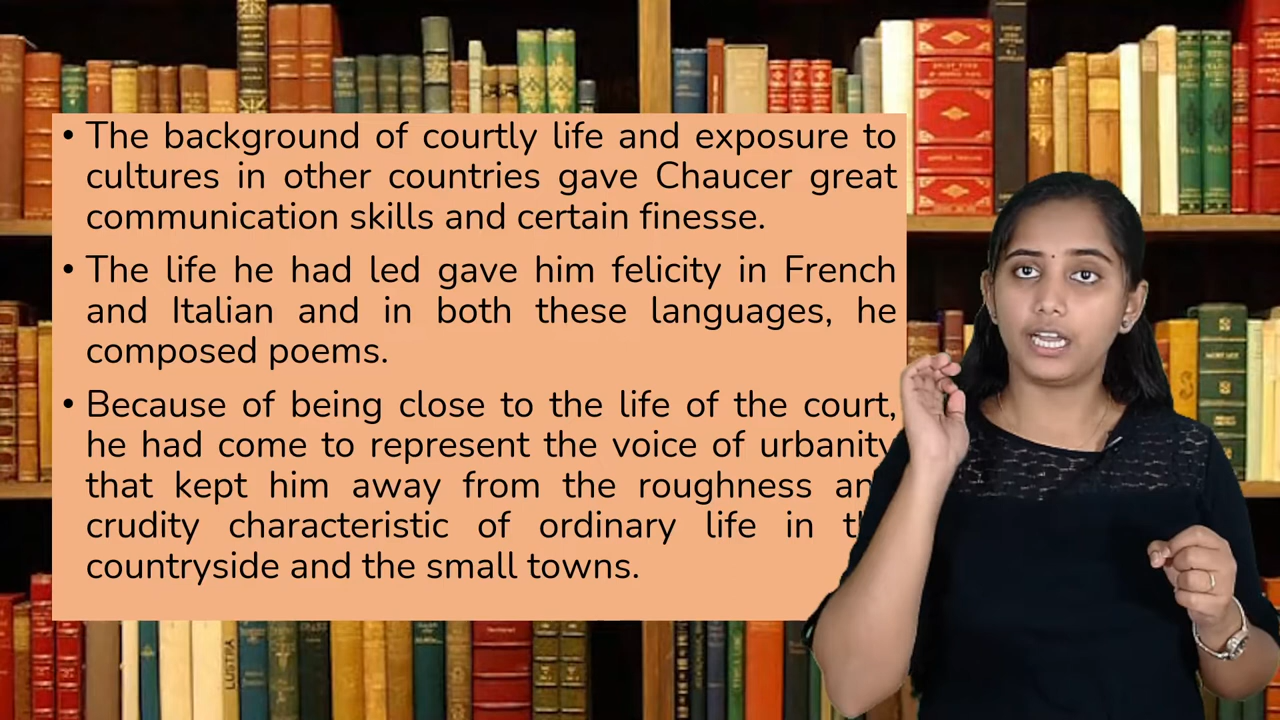 • The background of courtly life and exposure to
cultures in other countries gave Chaucer great
communication skills and certain finesse.
• The life he had led gave him felicity in French
and Italian and in both these languages, he
composed poems.
• Because of being close to the life of the court,
he had come to represent the voice of urbanity
that kept him away from the roughness
crudity characteristic of ordinary life in
countryside and the small towns.